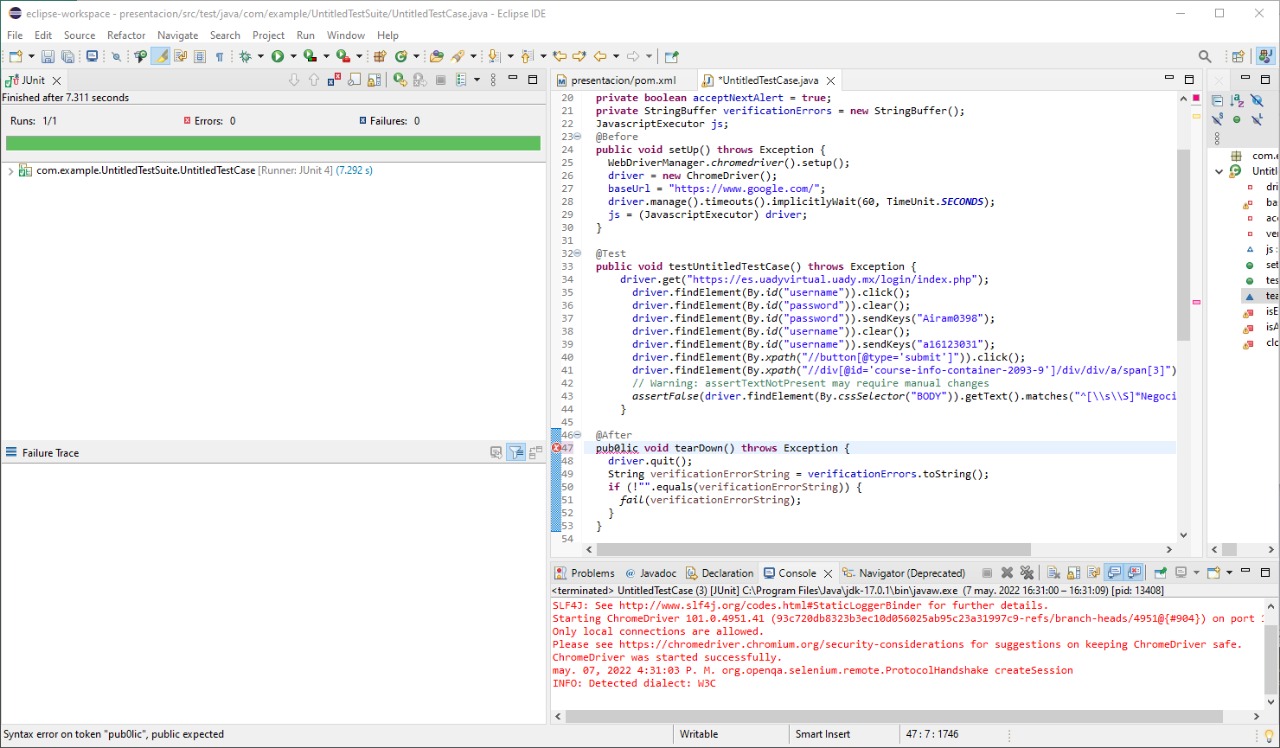 eclipse-workspace - presentacion/src/test/java/com/example/UntitledTestSuite/UntitledTestCase.java - Eclipse IDE
File Edit Source Refactor Navigate Search Project Run Window Help
JUnit
Finished after 7.311 seconds
Runs: 1/1 Errors: 0 Failures: 0
com.example.UntitledTestSuite.UntitledTestCase [Runner: JUnit 4] (7.292 s)
Failure Trace
presentacion/pom.xml *UntitledTestCase.java
20 private boolean acceptNextAlert = true;
21 private StringBuffer verificationErrors = new StringBuffer();
22 JavascriptExecutor js;
23 @Before
24 public void setUp() throws Exception {
25 WebDriverManager.chromedriver().setup();
26 driver = new ChromeDriver();
27 baseUrl = "https://www.google.com/";
28 driver.manage().timeouts().implicitlyWait(60, TimeUnit.SECONDS);
29 js = (JavascriptExecutor) driver;
30 }
31
32 @Test
33 public void testUntitledTestCase() throws Exception {
34 driver.get("https://es.uadyvirtual.uady.mx/login/index.php");
35 driver.findElement(By.id("username")).click();
36 driver.findElement(By.id("password")).clear();
37 driver.findElement(By.id("password")).sendKeys("Airam0398");
38 driver.findElement(By.id("username")).clear();
39 driver.findElement(By.id("username")).sendKeys("a16123031");
40 driver.findElement(By.xpath("//button[@type='submit']")).click();
41 driver.findElement(By.xpath("//div[@id='course-info-container-2093-9']/div/div/a/span[3]")
42 // Warning: assertTextNotPresent may require manual changes
43 assertFalse(driver.findElement(By.cssSelector("BODY")).getText().matches("^[\\s\\S]*Negoci
44 }
45
46 @After
47 pub0lic void tearDown() throws Exception {
48 driver.quit();
49 String verificationErrorString = verificationErrors.toString();
50 if (!"".equals(verificationErrorString)) {
51 fail(verificationErrorString);
52 }
53 }
54
com.e
Untitl
dri
ba
acc
ver
js :
set
tes
tea
isE
isA
clo
Problems Javadoc Declaration Console Navigator (Deprecated)
<terminated> UntitledTestCase (3) [JUnit] C:\Program Files\Java\jdk-17.0.1\bin\javaw.exe (7 may. 2022 16:31:00 – 16:31:09) [pid: 13408]
SLF4J: See http://www.slf4j.org/codes.html#StaticLoggerBinder for further details.
Starting ChromeDriver 101.0.4951.41 (93c720db8323b3ec10d056025ab95c23a31997c9-refs/branch-heads/4951@{#904}) on port 1
Only local connections are allowed.
Please see https://chromedriver.chromium.org/security-considerations for suggestions on keeping ChromeDriver safe.
ChromeDriver was started successfully.
may. 07, 2022 4:31:03 P. M. org.openqa.selenium.remote.ProtocolHandshake createSession
INFO: Detected dialect: W3C
Syntax error on token "pub0lic", public expected Writable Smart Insert 47 : 7 : 1746